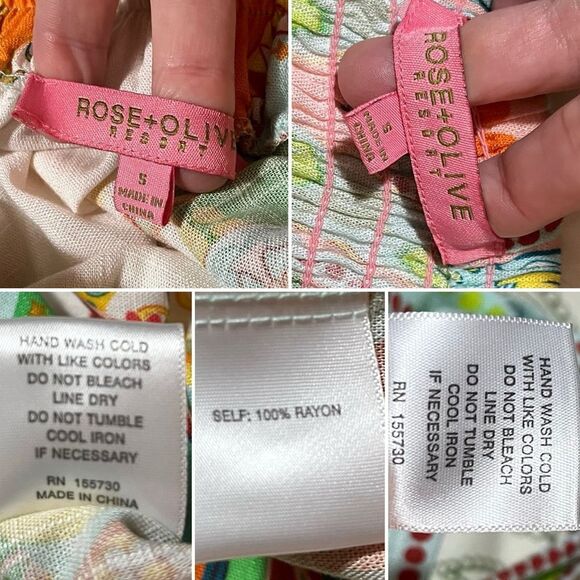 ROSE+OLIVE
RESORT
S
MADE IN
CHINA
ROSE+OLIVE
RESORT
S
MADE IN
CHINA
HAND WASH COLD
WITH LIKE COLORS
DO NOT BLEACH
LINE DRY
DO NOT TUMBLE
COOL IRON
IF NECESSARY
RN 155730
MADE IN CHINA
SELF: 100% RAYON
HAND WASH COLD
WITH LIKE COLORS
DO NOT BLEACH
LINE DRY
DO NOT TUMBLE
COOL IRON
IF NECESSARY
RN 155730